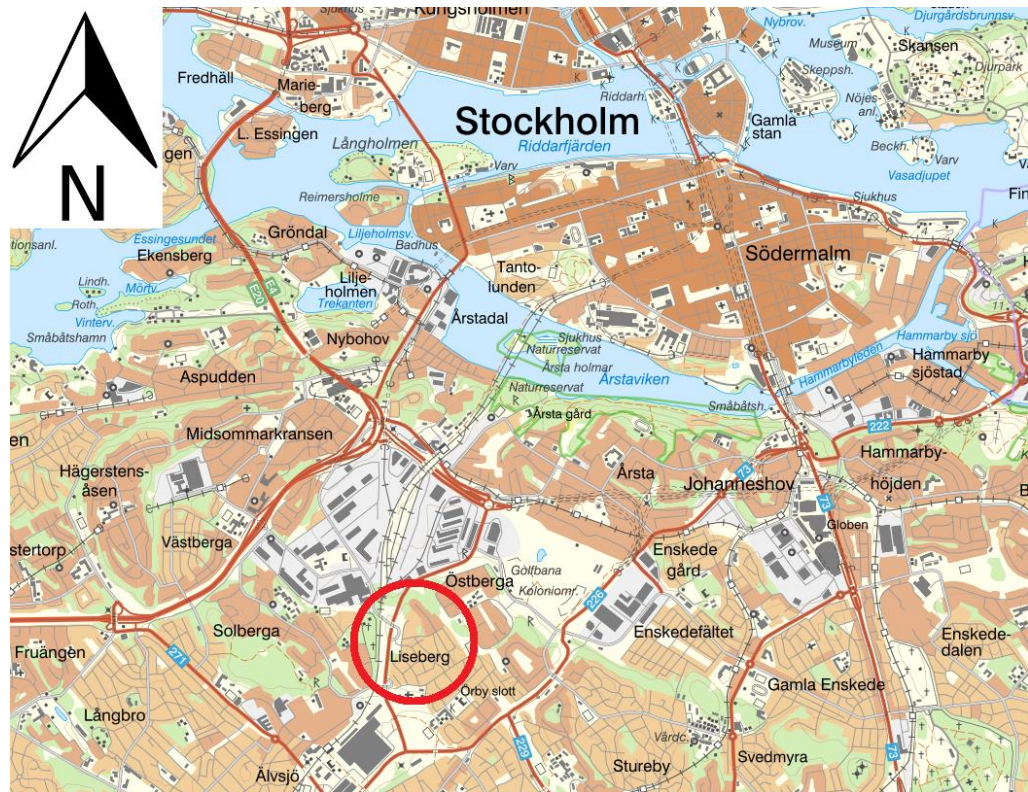 N
Sjukhus
Kungsholmen
Nybrov.
Djurgårdsbrunnsv.
Museum
Skansen
Skeppsh.
Djurpark
Fredhäll
Marie-
berg
Riddarh.
Nöjes-
anl.
Gamla
stan
Stockholm
Riddarfjärden
L. Essingen
Långholmen
Beckh.
Varv
Vasadjupet
Varv
Reimersholme
Sjukhus
Liljeholmsv.
Badhus
Gröndal
Essingesundet
Ekensberg
Tanto-
lunden
Södermalm
Lindh.
Mörtv.
Lilje-
holmen
Trekanten
E4
E20
Roth.
Vinterv.
Årstadal
Småbåtshamn
Nybohov
Sjukhus
Naturreservat
Årsta holmar
Hammarby sjö
Hammarbyleden
Hammarby
sjöstad
Aspudden
Naturreservat
Årstaviken
Årsta gård
Småbåtsh.
222
Midsommarkransen
Hägerstens-
åsen
Årsta
73
Johanneshov
Hammarby-
höjden
73
Globen
Västberga
Golfbana
Koloniomr.
Enskede
gård
Östberga
226
Solberga
Enskedefältet
Enskede-
dalen
Fruängen
271
Liseberg
Örby slott
Gamla Enskede
Långbro
229
Vårdc.
73
Älvsjö
Stureby
Svedmyra